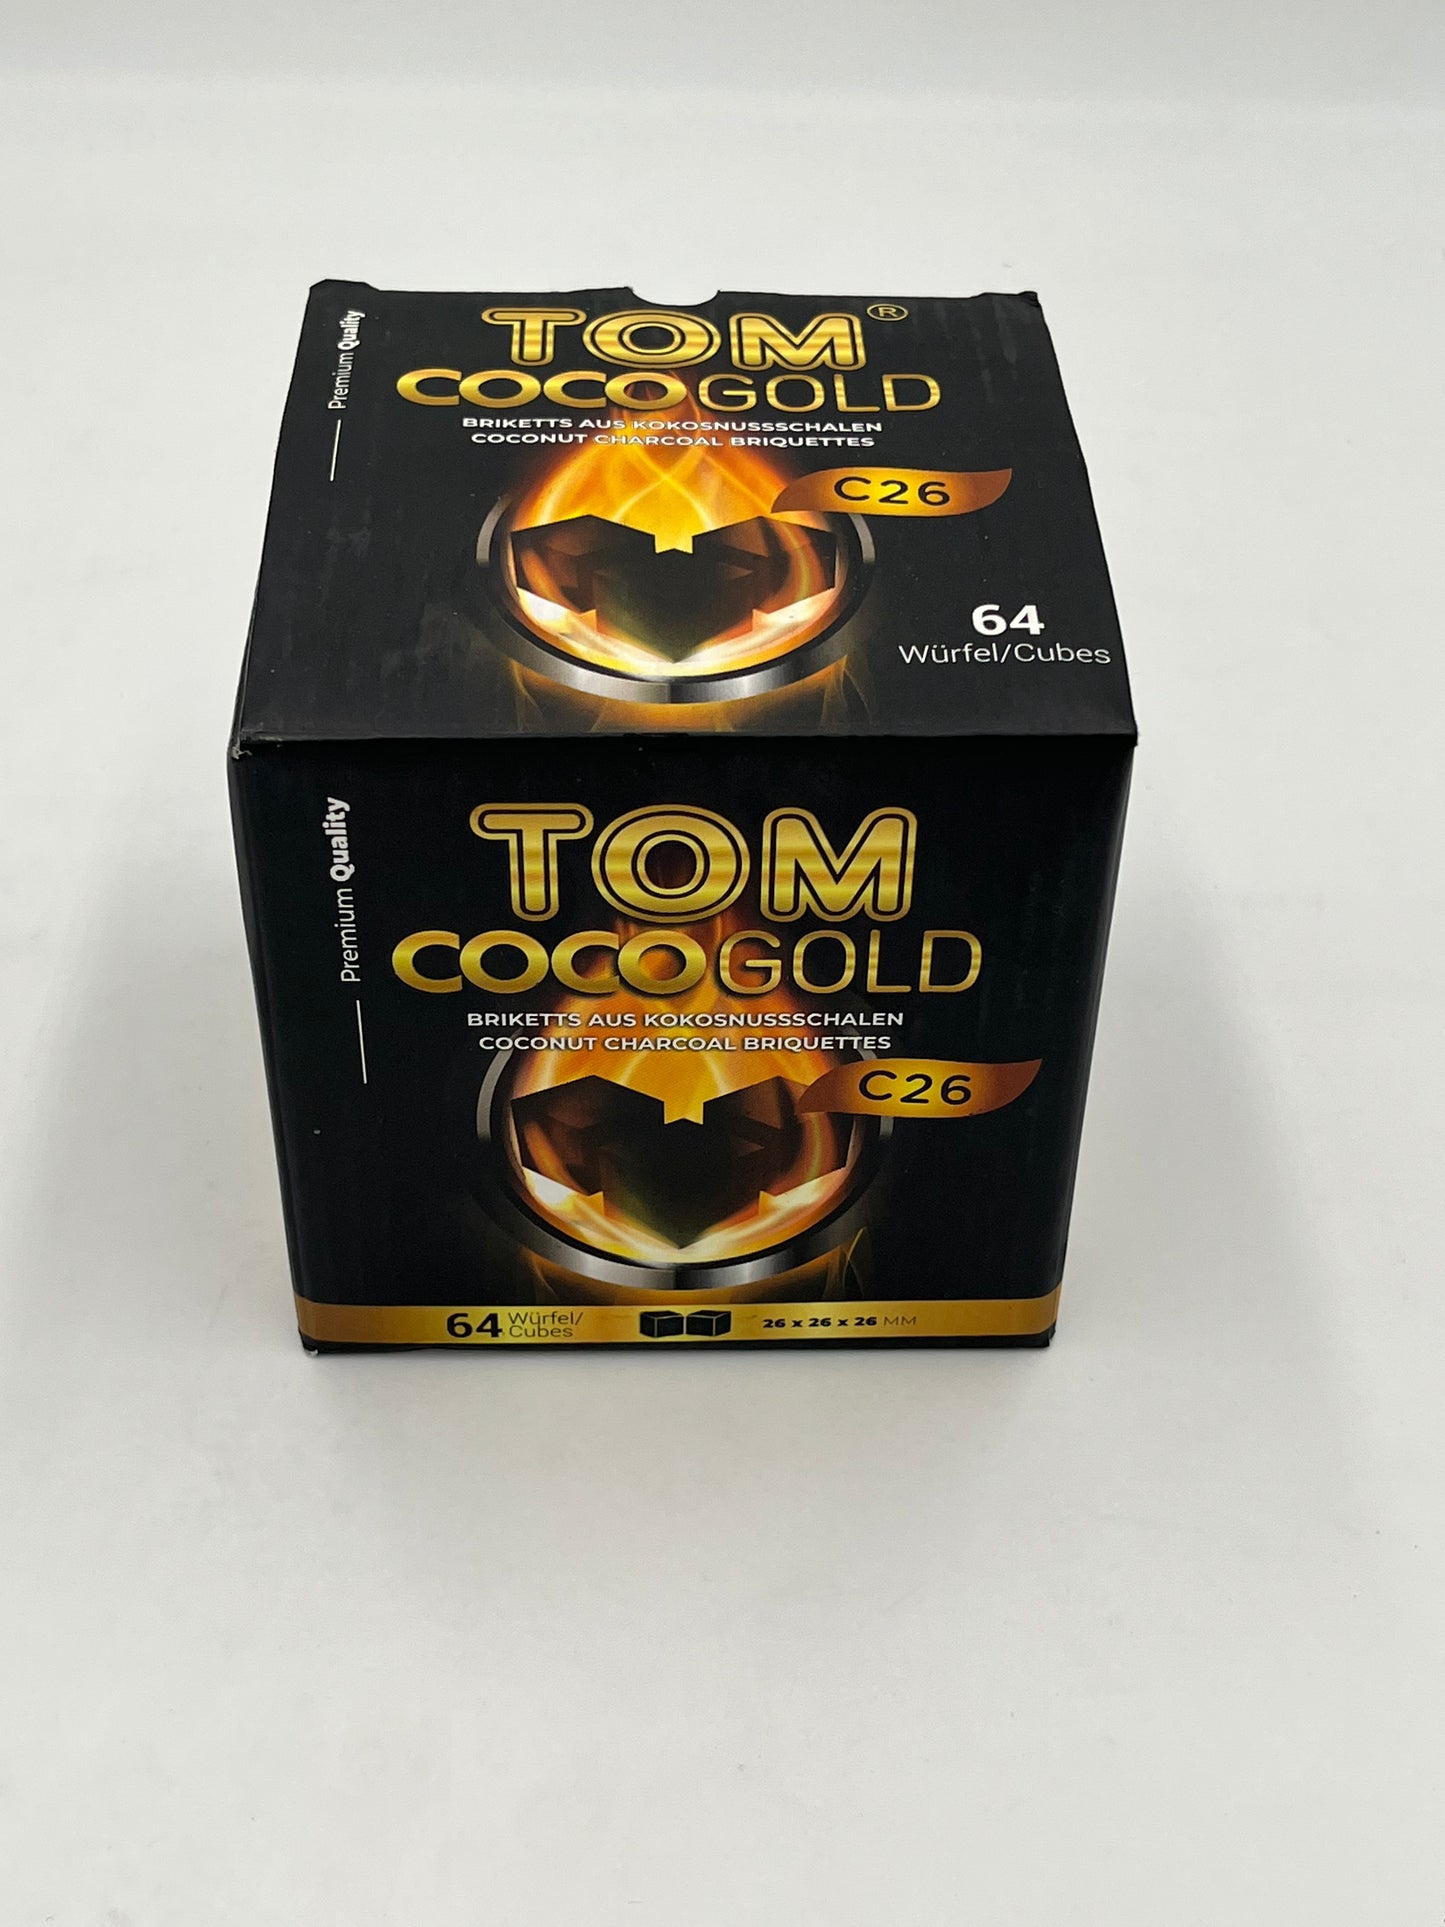 Premium Quality
TOM®
COCOGOLD
BRIKETTS AUS KOKOSNUSSSCHALEN
COCONUT CHARCOAL BRIQUETTES
C26
64
Würfel/Cubes
Premium Quality
TOM
COCOGOLD
BRIKETTS AUS KOKOSNUSSSCHALEN
COCONUT CHARCOAL BRIQUETTES
C26
64 Würfel/
Cubes
26 x 26 x 26 MM